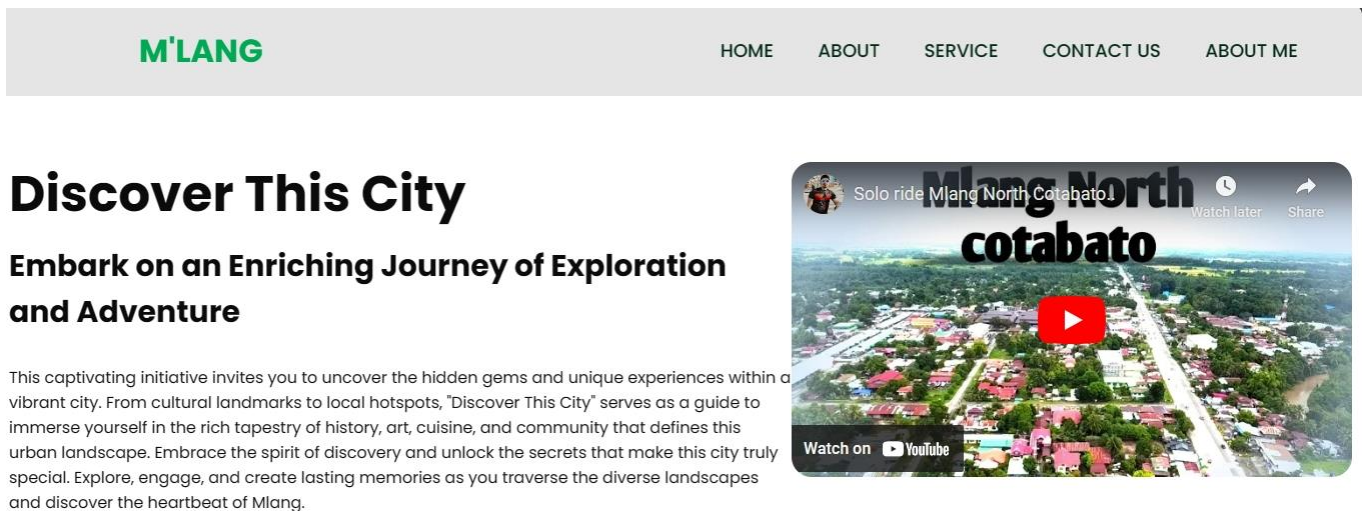 M'LANG
HOME ABOUT SERVICE CONTACT US ABOUT ME
Discover This City
Embark on an Enriching Journey of Exploration
and Adventure
This captivating initiative invites you to uncover the hidden gems and unique experiences within a
vibrant city. From cultural landmarks to local hotspots, "Discover This City" serves as a guide to
immerse yourself in the rich tapestry of history, art, cuisine, and community that defines this
urban landscape. Embrace the spirit of discovery and unlock the secrets that make this city truly
special. Explore, engage, and create lasting memories as you traverse the diverse landscapes
and discover the heartbeat of Mlang.
Solo ride Mlang North Cotabato..
Watch later Share
Mlang North
cotabato
Watch on YouTube